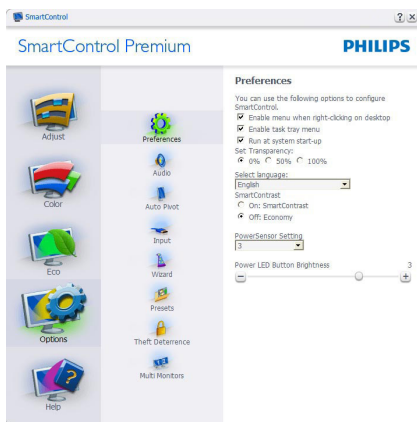 SmartControl
SmartControl Premium
PHILIPS
Adjust
Color
Eco
Options
Help
Preferences
Audio
Auto Pivot
Input
Wizard
Presets
Theft Deterrence
Multi Monitors
Preferences
You can use the following options to configure
SmartControl.
Enable menu when right-clicking on desktop
Enable task tray menu
Run at system start-up
Set Transparency:
0% 50% 100%
Select language:
English
SmartContrast
On: SmartContrast
Off: Economy
PowerSensor Setting
3
Power LED Button Brightness 3